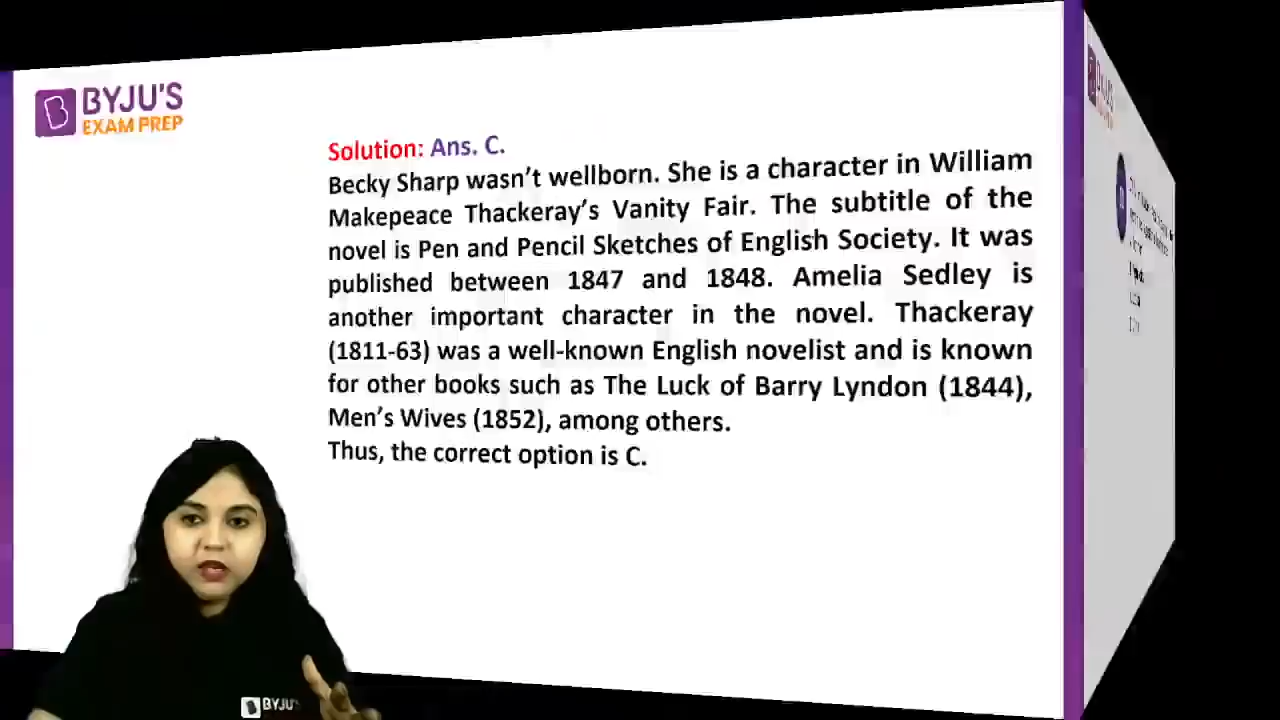 BYJU'S
EXAM PREP
Solution: Ans. C.
Becky Sharp wasn't wellborn. She is a character in William
Makepeace Thackeray's Vanity Fair. The subtitle of the
novel is Pen and Pencil Sketches of English Society. It was
published between 1847 and 1848. Amelia Sedley is
another important character in the novel. Thackeray
(1811-63) was a well-known English novelist and is known
for other books such as The Luck of Barry Lyndon (1844),
Men's Wives (1852), among others.
Thus, the correct option is C.
BYJU'S